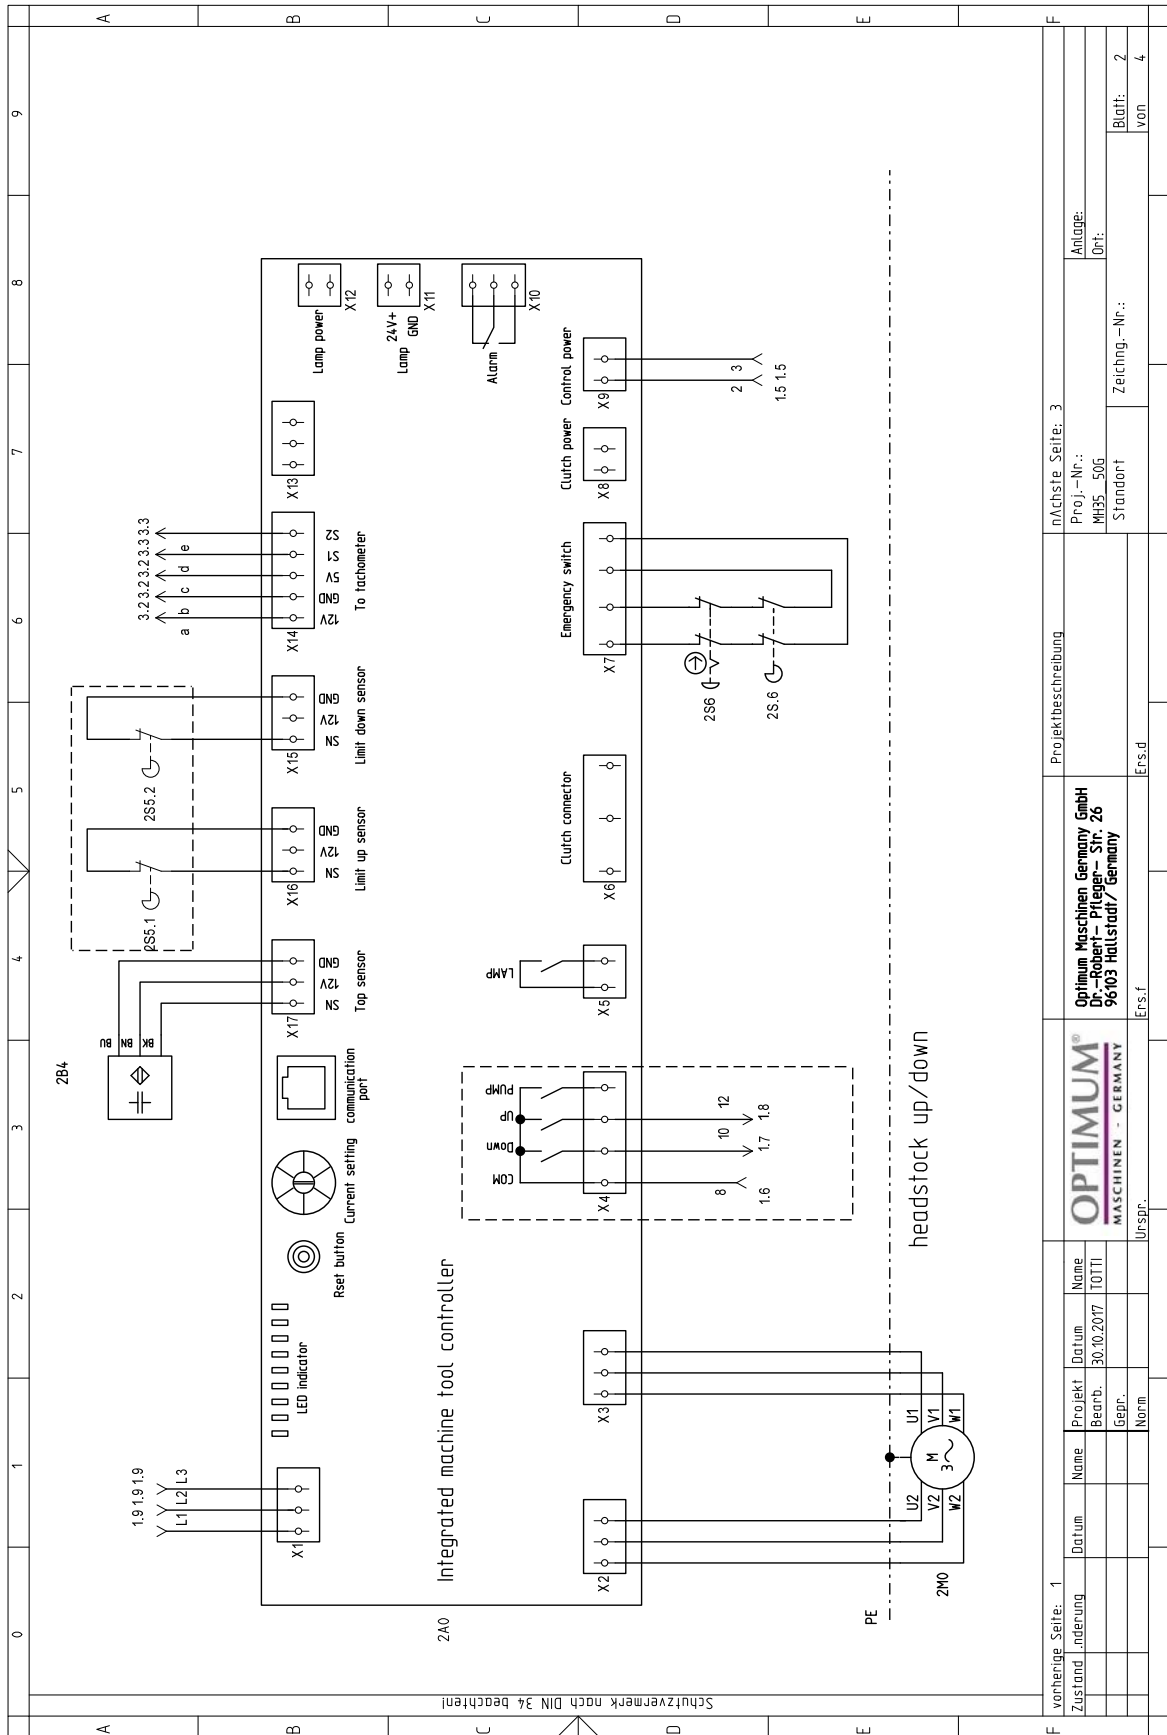 0 1 2 3 4 5 6 7 8 9
A
B
C
D
E
F
A
B
C
D
E
F
Schutzvermerk nach DIN 34 beachten!
2A0
Integrated machine tool controller
1.9 1.9 1.9
L1 L2 L3
X1
LED indicator
Rset button
Current setting
communication
port
2B4
BU
BN
BK
X17
SN 12V GND
Top sensor
2S5.1
X16
SN 12V GND
Limit up sensor
2S5.2
X15
SN 12V GND
Limit down sensor
3.2 3.2 3.2 3.3 3.3
a b c d e
X14
12V GND 5V S1 S2
To tachometer
X13
Lamp power
X12
24V+
Lamp GND
X11
Alarm
X10
X2
X3
COM Down UP PUMP
X4
8 10 12
1.6 1.7 1.8
LAMP
X5
Clutch connector
X6
Emergency switch
X7
2S6
2S.6
Clutch power
X8
Control power
X9
2 3
1.5 1.5
PE
headstock up/down
U2 U1
V2 V1
W2 W1
M
3~
2M0
vorherige Seite: 1
Projektbeschreibung
nAchste Seite: 3
Zustand .nderung Datum Name
Projekt Datum Name
Bearb. 30.10.2017 TOTTI
Gepr.
Norm
OPTIMUM®
MASCHINEN - GERMANY
Urspr.
Optimum Maschinen Germany GmbH
Dr.-Robert- Pfleger- Str. 26
96103 Hallstadt/ Germany
Ers.f
Ers.d
Proj.-Nr.:
MH35_50G
Standort
Anlage:
Ort:
Zeichng.-Nr.:
Blatt: 2
von 4